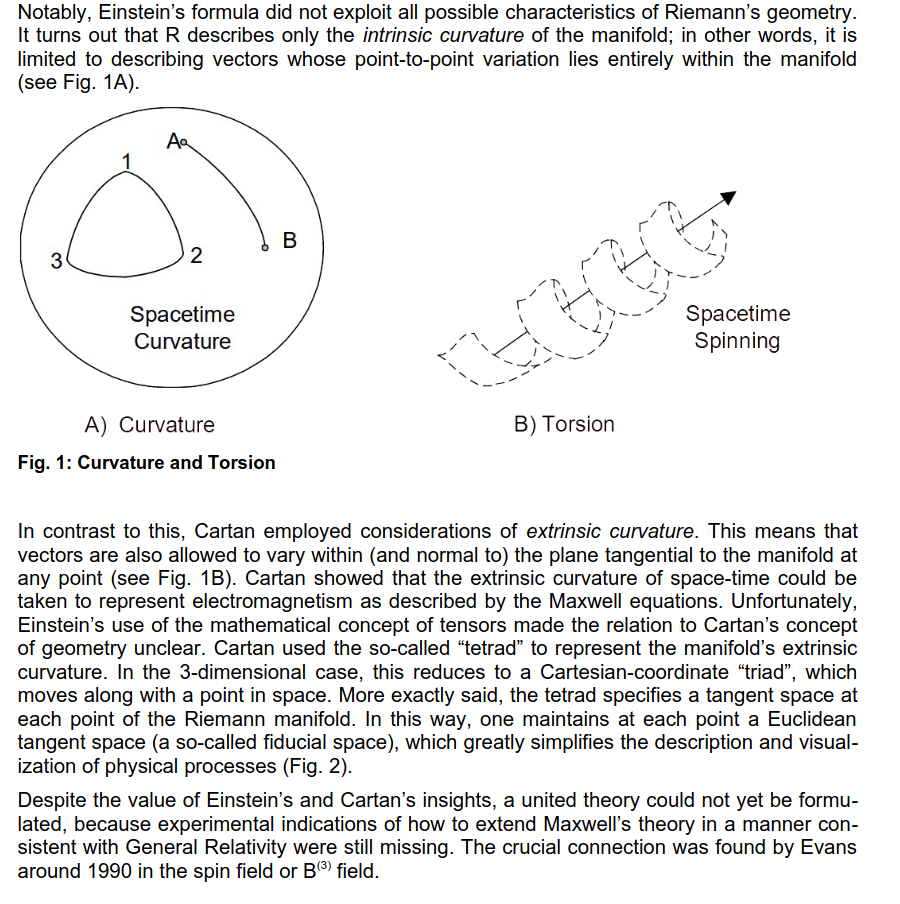 Notably, Einstein's formula did not exploit all possible characteristics of Riemann's geometry.
It turns out that R describes only the intrinsic curvature of the manifold; in other words, it is
limited to describing vectors whose point-to-point variation lies entirely within the manifold
(see Fig. 1A).
A
1
B
2
3
Spacetime
Curvature
Spacetime
Spinning
A) Curvature
B) Torsion
Fig. 1: Curvature and Torsion
In contrast to this, Cartan employed considerations of extrinsic curvature. This means that
vectors are also allowed to vary within (and normal to) the plane tangential to the manifold at
any point (see Fig. 1B). Cartan showed that the extrinsic curvature of space-time could be
taken to represent electromagnetism as described by the Maxwell equations. Unfortunately,
Einstein's use of the mathematical concept of tensors made the relation to Cartan's concept
of geometry unclear. Cartan used the so-called “tetrad” to represent the manifold's extrinsic
curvature. In the 3-dimensional case, this reduces to a Cartesian-coordinate “triad”, which
moves along with a point in space. More exactly said, the tetrad specifies a tangent space at
each point of the Riemann manifold. In this way, one maintains at each point a Euclidean
tangent space (a so-called fiducial space), which greatly simplifies the description and visual-
ization of physical processes (Fig. 2).
Despite the value of Einstein's and Cartan's insights, a united theory could not yet be formu-
lated, because experimental indications of how to extend Maxwell's theory in a manner con-
sistent with General Relativity were still missing. The crucial connection was found by Evans
around 1990 in the spin field or B⁽³⁾ field.